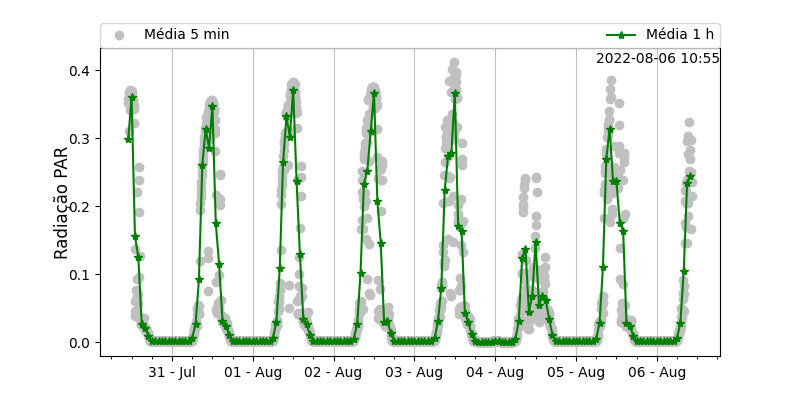 Média 5 min
Média 1 h
2022-08-06 10:55
Radiação PAR
0.4
0.3
0.2
0.1
0.0
31 - Jul
01 - Aug
02 - Aug
03 - Aug
04 - Aug
05 - Aug
06 - Aug